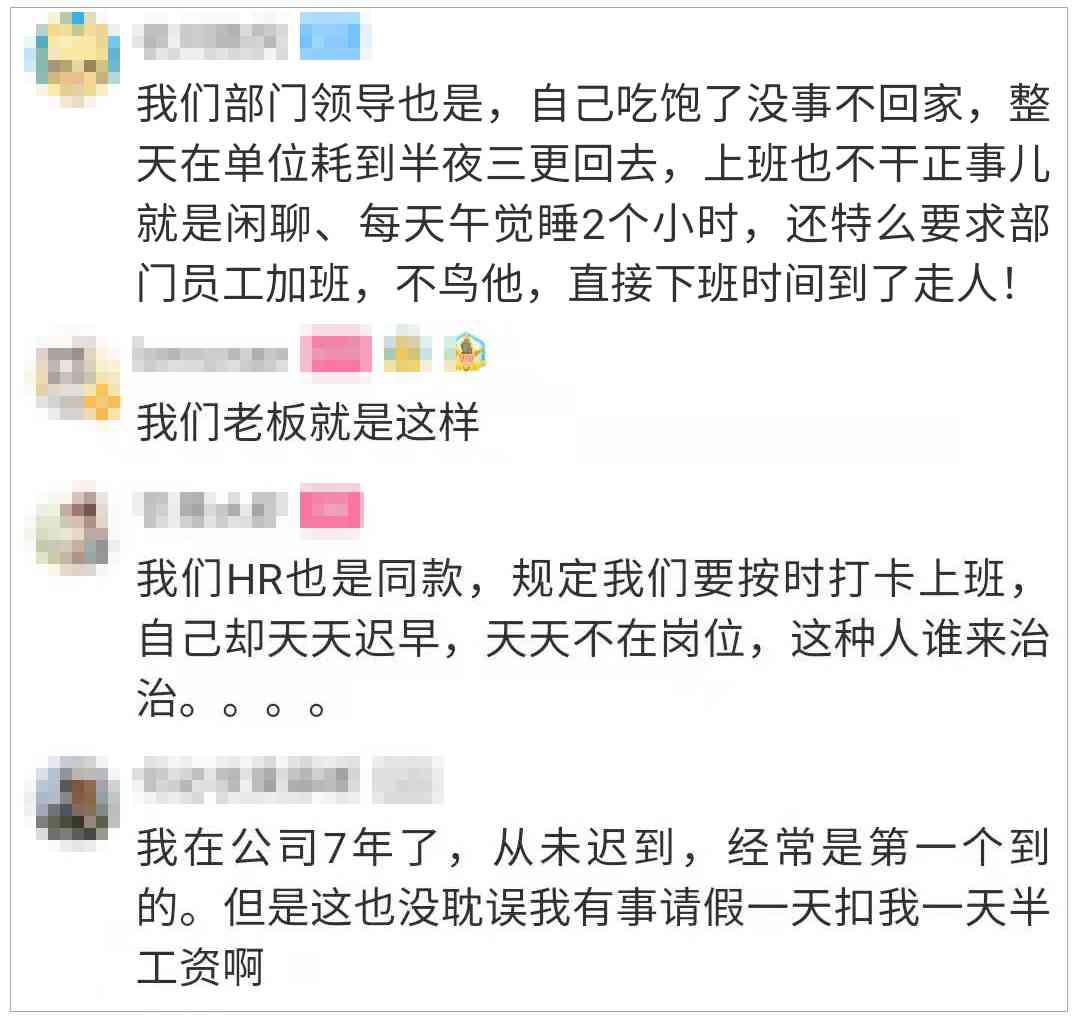 我们部门领导也是，自己吃饱了没事不回家，整
天在单位耗到半夜三更回去，上班也不干正事儿
就是闲聊、每天午觉睡2个小时，还特么要求部
门员工加班，不鸟他，直接下班时间到了走人！
我们老板就是这样
我们HR也是同款，规定我们要按时打卡上班，
自己却天天迟早，天天不在岗位，这种人谁来治
治。。。。
我在公司7年了，从未迟到，经常是第一个到
的。但是这也没耽误我有事请假一天扣我一天半
工资啊